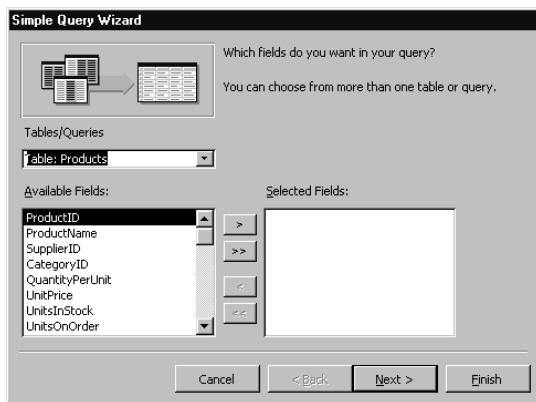 Simple Query Wizard
Which fields do you want in your query?
You can choose from more than one table or query.
Tables/Queries
Table: Products
Available Fields:
Selected Fields:
ProductID
ProductName
SupplierID
CategoryID
QuantityPerUnit
UnitPrice
UnitsInStock
UnitsOnOrder
>
>>
<
<<
Cancel
< Back
Next >
Finish